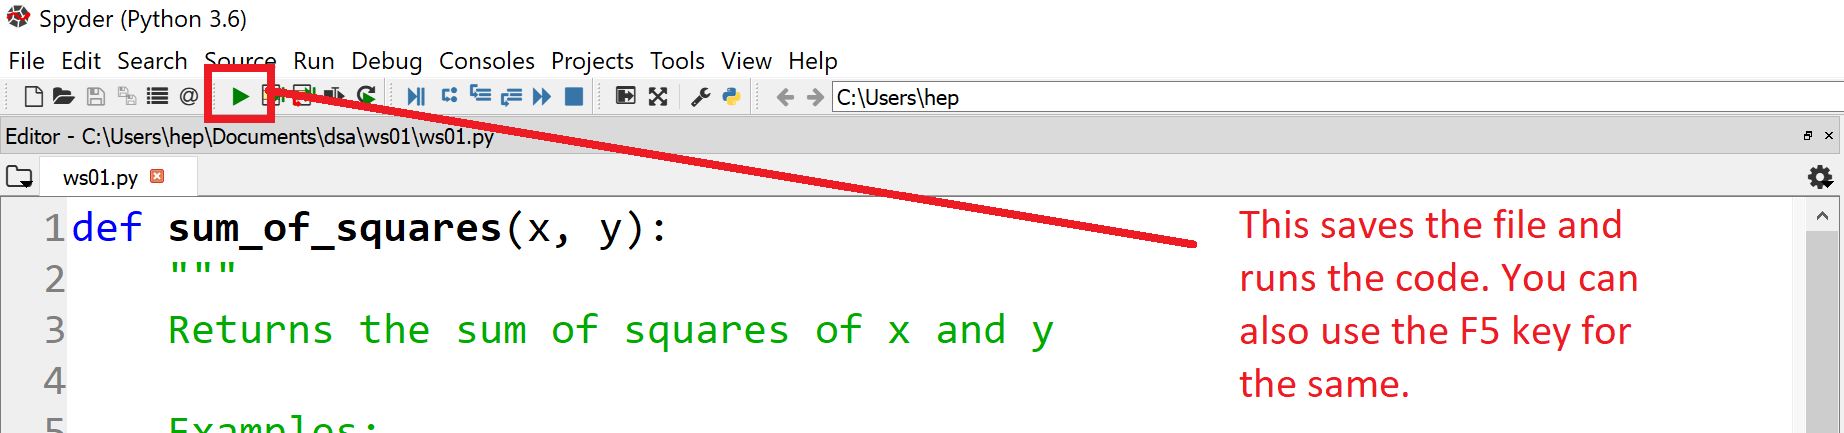 Spyder (Python 3.6)
File Edit Search Source Run Debug Consoles Projects Tools View Help
@ C:\Users\hep
Editor - C:\Users\hep\Documents\dsa\ws01\ws01.py
ws01.py
1 def sum_of_squares(x, y):
2 """
3 Returns the sum of squares of x and y
4
5 Examples:
This saves the file and
runs the code. You can
also use the F5 key for
the same.